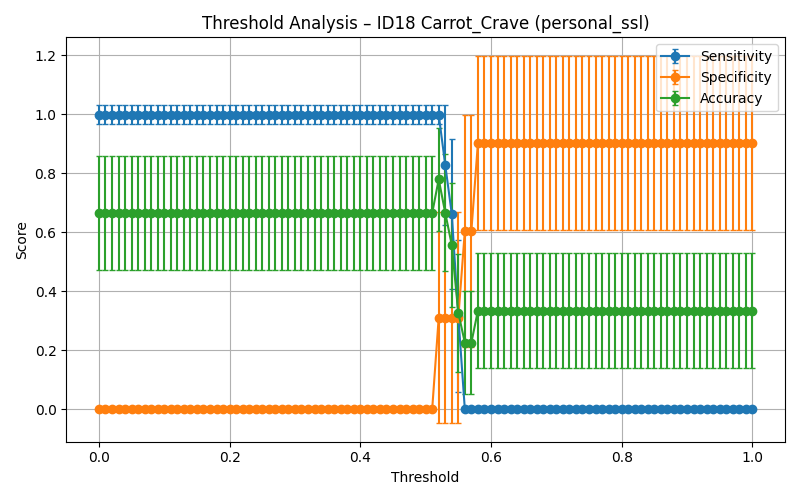 Threshold Analysis – ID18 Carrot_Crave (personal_ssl)
Sensitivity
Specificity
Accuracy
Score
1.2
1.0
0.8
0.6
0.4
0.2
0.0
0.0 0.2 0.4 0.6 0.8 1.0
Threshold